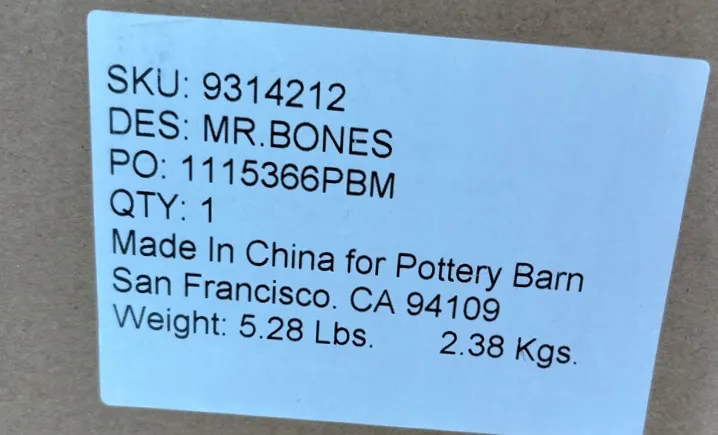 SKU: 9314212
DES: MR.BONES
PO: 1115366PBM
QTY: 1
Made In China for Pottery Barn
San Francisco. CA 94109
Weight: 5.28 Lbs. 2.38 Kgs.